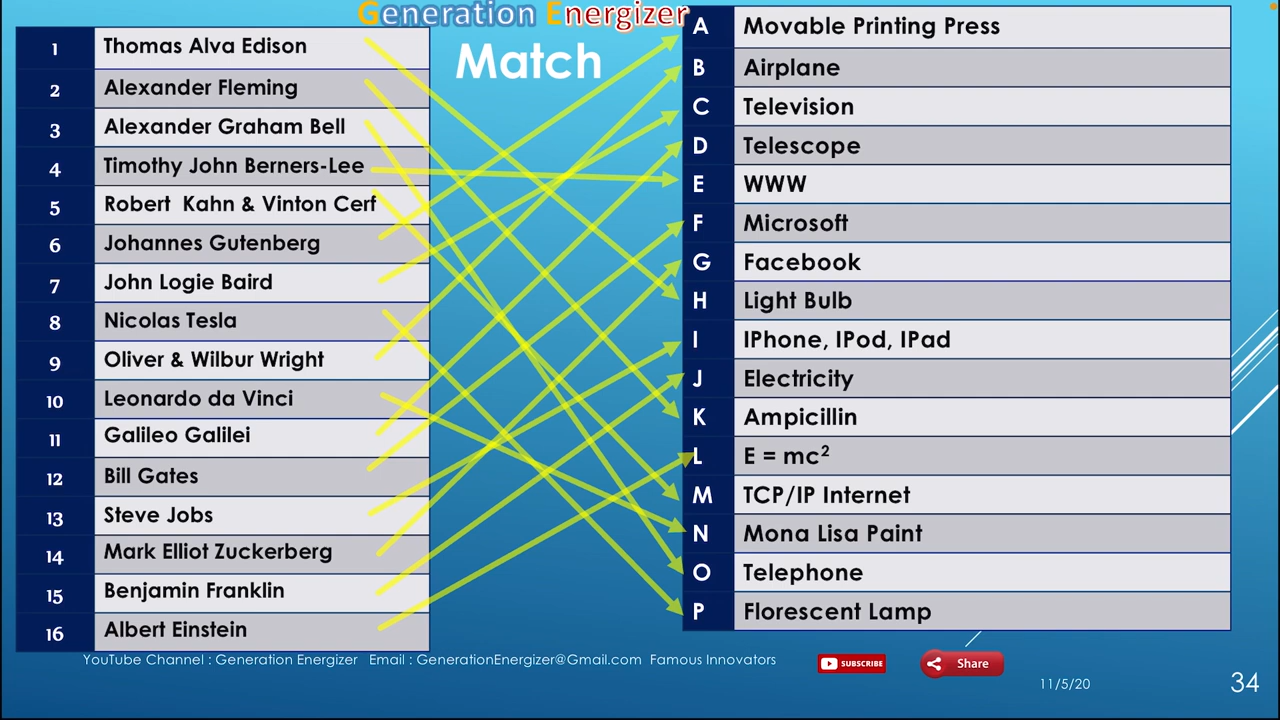 Generation Energizer
Match
1 Thomas Alva Edison
2 Alexander Fleming
3 Alexander Graham Bell
4 Timothy John Berners-Lee
5 Robert Kahn & Vinton Cerf
6 Johannes Gutenberg
7 John Logie Baird
8 Nicolas Tesla
9 Oliver & Wilbur Wright
10 Leonardo da Vinci
11 Galileo Galilei
12 Bill Gates
13 Steve Jobs
14 Mark Elliot Zuckerberg
15 Benjamin Franklin
16 Albert Einstein
A Movable Printing Press
B Airplane
C Television
D Telescope
E WWW
F Microsoft
G Facebook
H Light Bulb
I IPhone, IPod, IPad
J Electricity
K Ampicillin
L E = mc²
M TCP/IP Internet
N Mona Lisa Paint
O Telephone
P Florescent Lamp
YouTube Channel : Generation Energizer Email : GenerationEnergizer@Gmail.com Famous Innovators
SUBSCRIBE
Share
11/5/20
34